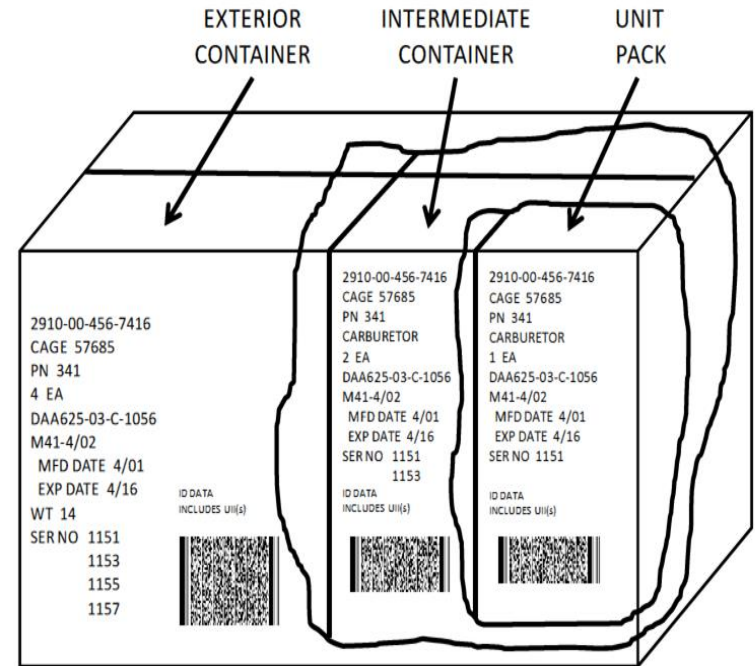 EXTERIOR
CONTAINER
INTERMEDIATE
CONTAINER
UNIT
PACK
2910-00-456-7416
CAGE 57685
PN 341
4 EA
DAA625-03-C-1056
M41-4/02
MFD DATE 4/01
EXP DATE 4/16
WT 14
SER NO 1151
1153
1155
1157
ID DATA
INCLUDES UII(s)
2910-00-456-7416
CAGE 57685
PN 341
CARBURETOR
2 EA
DAA625-03-C-1056
M41-4/02
MFD DATE 4/01
EXP DATE 4/16
SER NO 1151
1153
ID DATA
INCLUDES UII(s)
2910-00-456-7416
CAGE 57685
PN 341
CARBURETOR
1 EA
DAA625-03-C-1056
M41-4/02
MFD DATE 4/01
EXP DATE 4/16
SER NO 1151
ID DATA
INCLUDES UII(s)